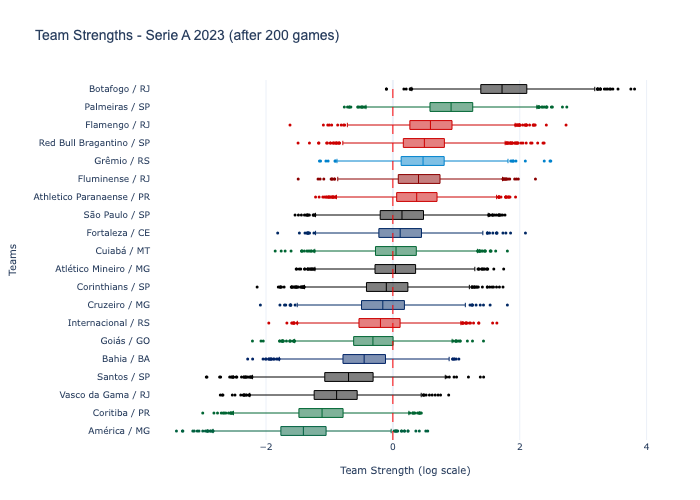 Team Strengths - Serie A 2023 (after 200 games)
Botafogo / RJ
Palmeiras / SP
Flamengo / RJ
Red Bull Bragantino / SP
Grêmio / RS
Fluminense / RJ
Athletico Paranaense / PR
São Paulo / SP
Fortaleza / CE
Cuiabá / MT
Atlético Mineiro / MG
Corinthians / SP
Cruzeiro / MG
Internacional / RS
Goiás / GO
Bahia / BA
Santos / SP
Vasco da Gama / RJ
Coritiba / PR
América / MG
Teams
−2 0 2 4
Team Strength (log scale)